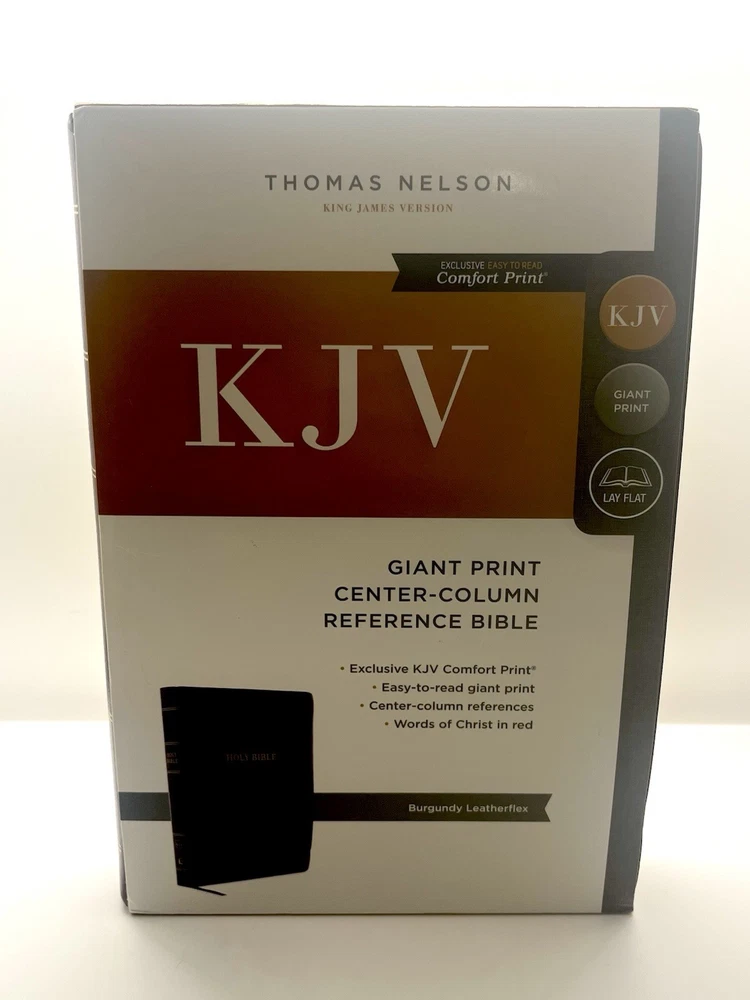 THOMAS NELSON
KING JAMES VERSION
EXCLUSIVE EASY TO READ
Comfort Print®
KJV
KJV
GIANT
PRINT
LAY FLAT
GIANT PRINT
CENTER-COLUMN
REFERENCE BIBLE
• Exclusive KJV Comfort Print®
• Easy-to-read giant print
• Center-column references
• Words of Christ in red
HOLY BIBLE
Burgundy Leatherflex